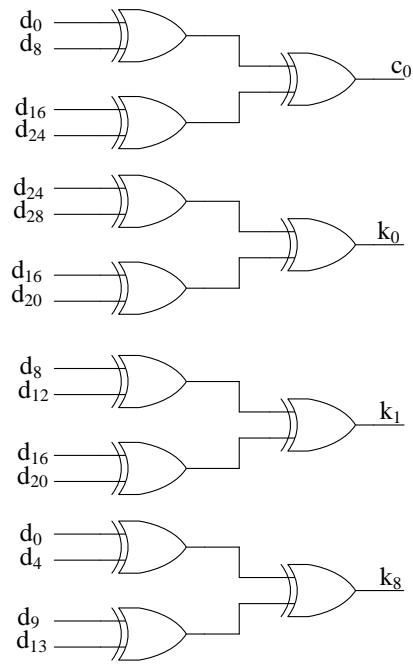 d₀
d₈
c₀
d₁₆
d₂₄
d₂₄
d₂₈
k₀
d₁₆
d₂₀
d₈
d₁₂
k₁
d₁₆
d₂₀
d₀
d₄
k₈
d₉
d₁₃